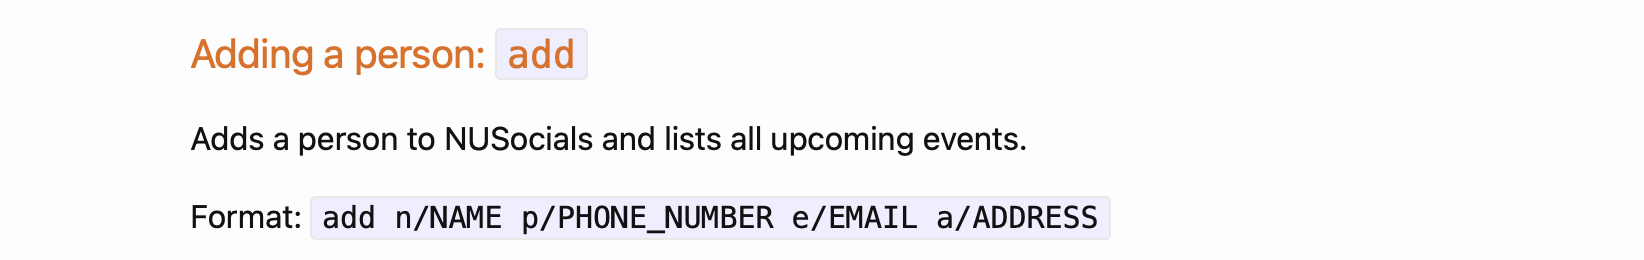 Adding a person: add
Adds a person to NUSocials and lists all upcoming events.
Format: add n/NAME p/PHONE_NUMBER e/EMAIL a/ADDRESS